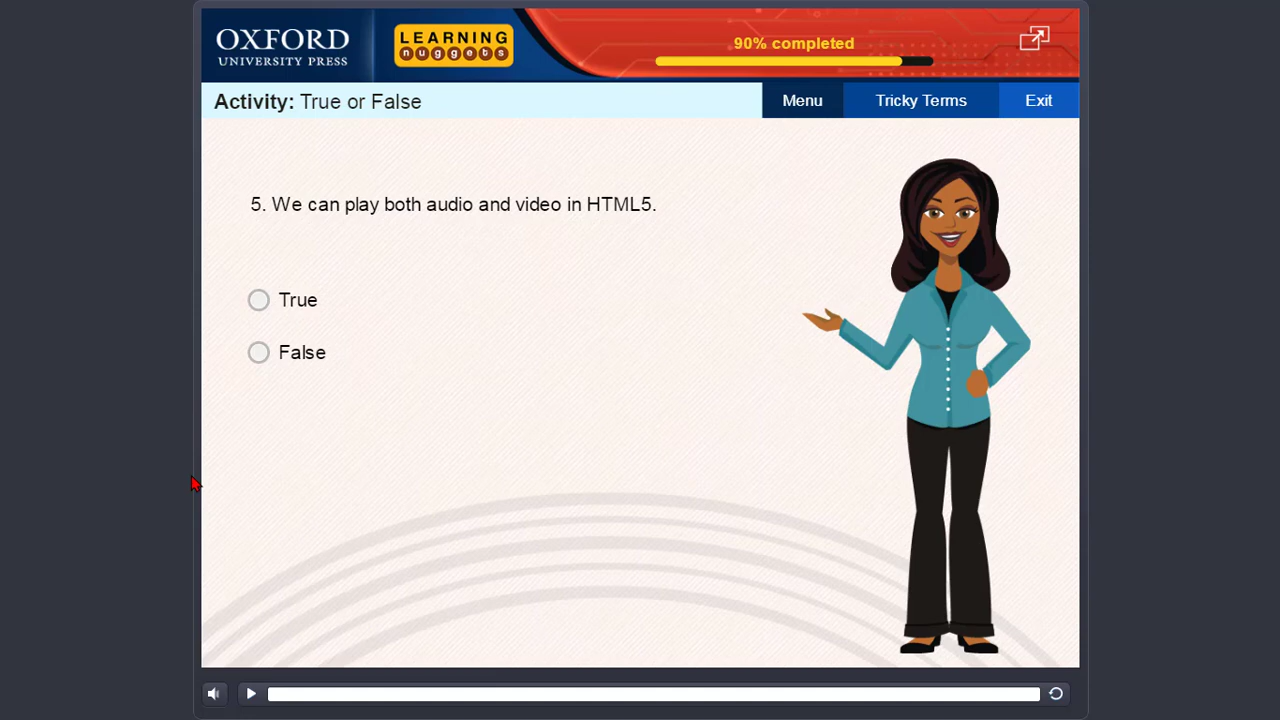 OXFORD
UNIVERSITY PRESS
LEARNING
nuggets
90% completed
Activity: True or False
Menu
Tricky Terms
Exit
5. We can play both audio and video in HTML5.
True
False